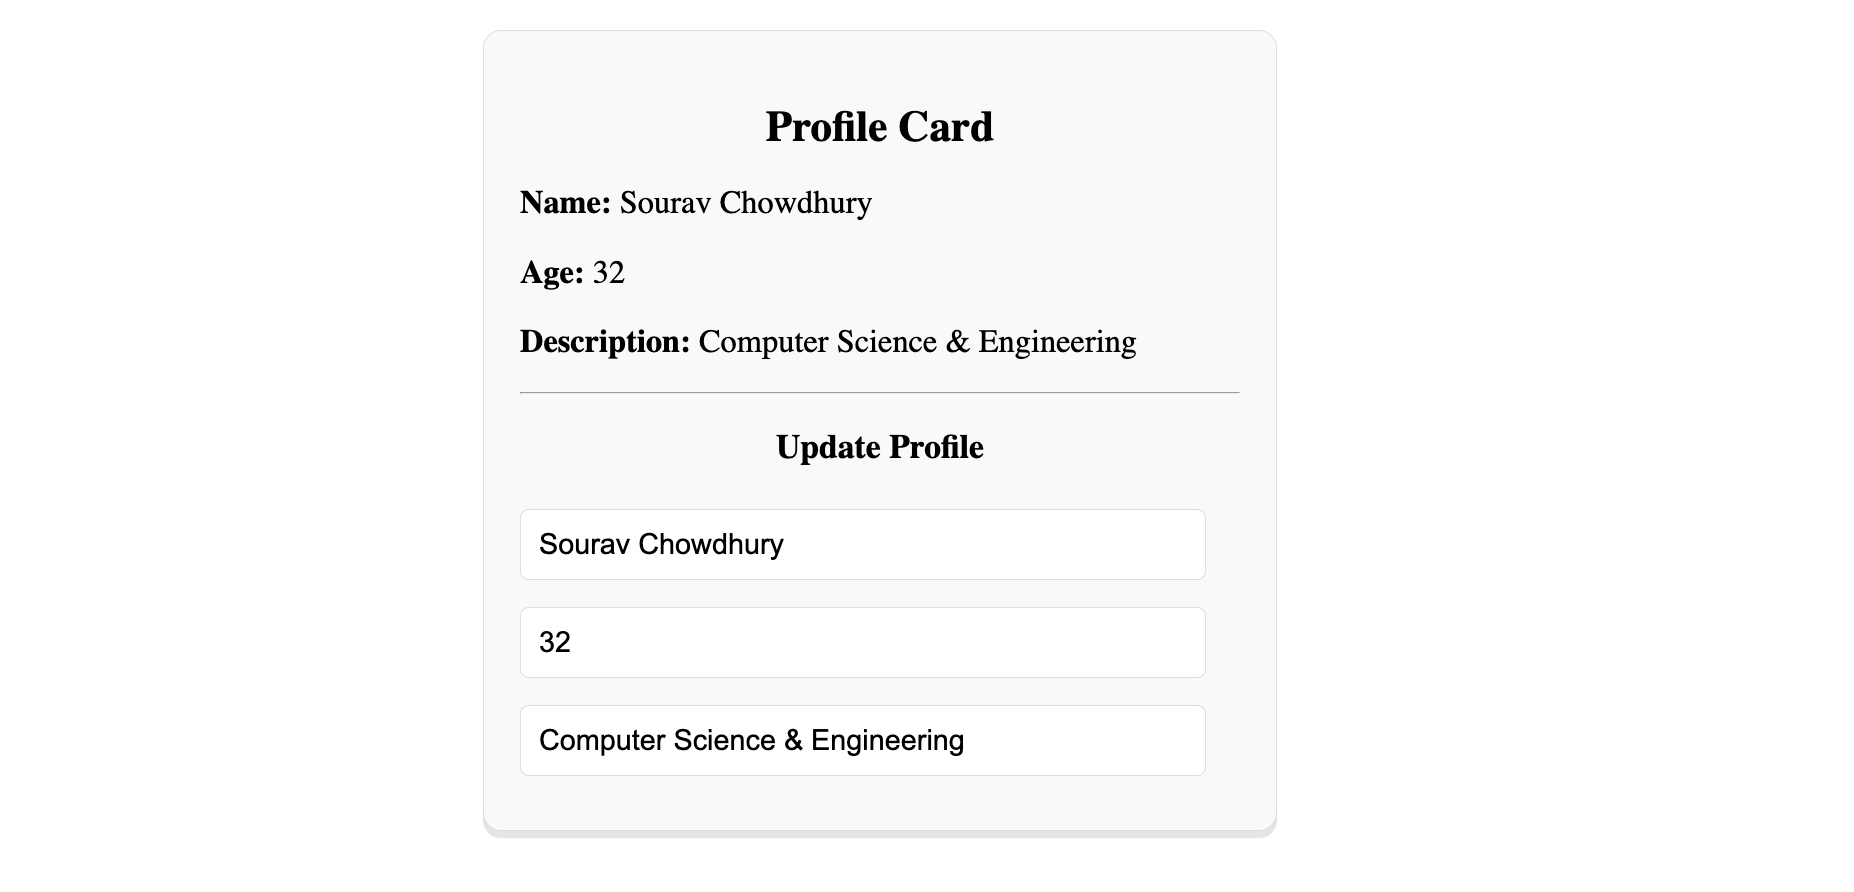 Profile Card
Name: Sourav Chowdhury
Age: 32
Description: Computer Science & Engineering
Update Profile
Sourav Chowdhury
32
Computer Science & Engineering